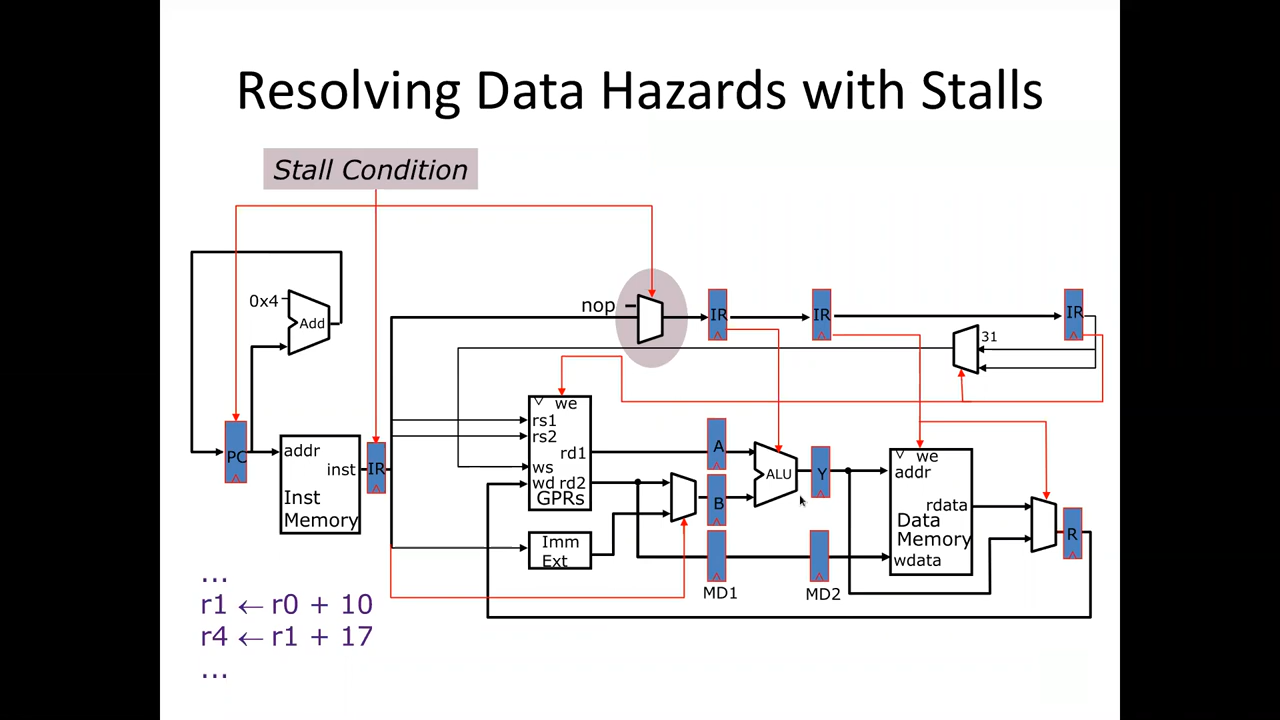 Resolving Data Hazards with Stalls
Stall Condition
nop
IR
IR
IR
0x4
Add
31
we
rs1
rs2
rd1
ws
wd rd2
GPRs
A
B
ALU
Y
we
addr
rdata
Data
Memory
wdata
R
PC
addr
inst
Inst
Memory
IR
Imm
Ext
MD1
MD2
...
r1 ← r0 + 10
r4 ← r1 + 17
...